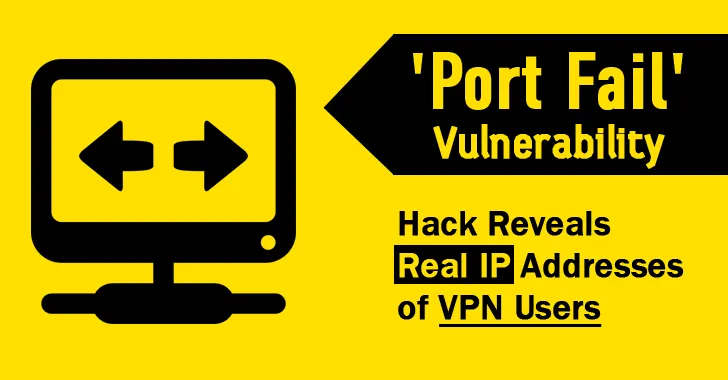 'Port Fail'
Vulnerability
Hack Reveals
Real IP Addresses
of VPN Users